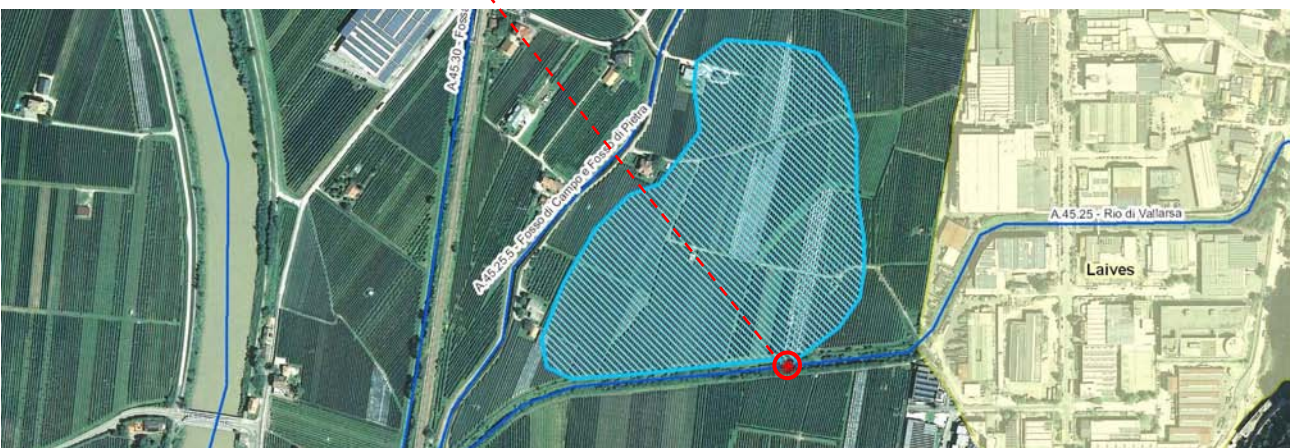 A.45.30 - Foss
A.45.25.5 - Fosso di Campo e Fosso di Pietra
A.45.25 - Rio di Vallarsa
Laives